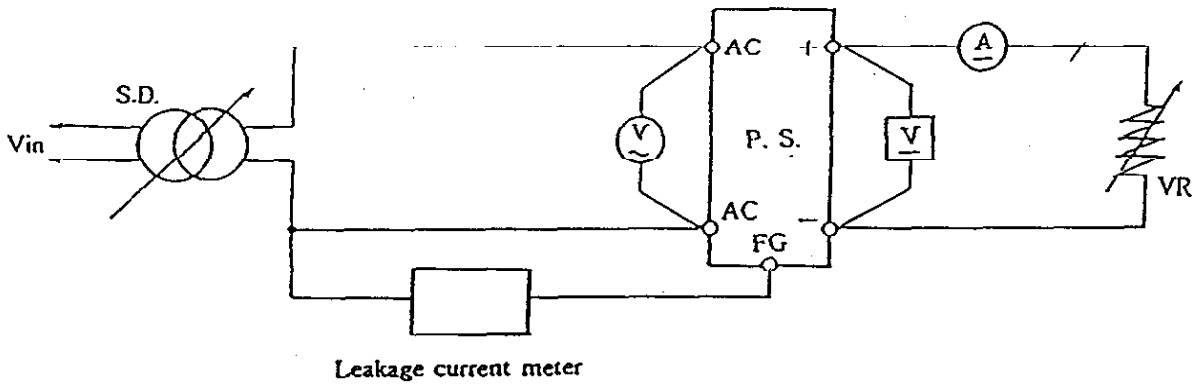 S.D.
Vin
AC
+
A
V
P. S.
V
VR
AC
-
FG
Leakage current meter